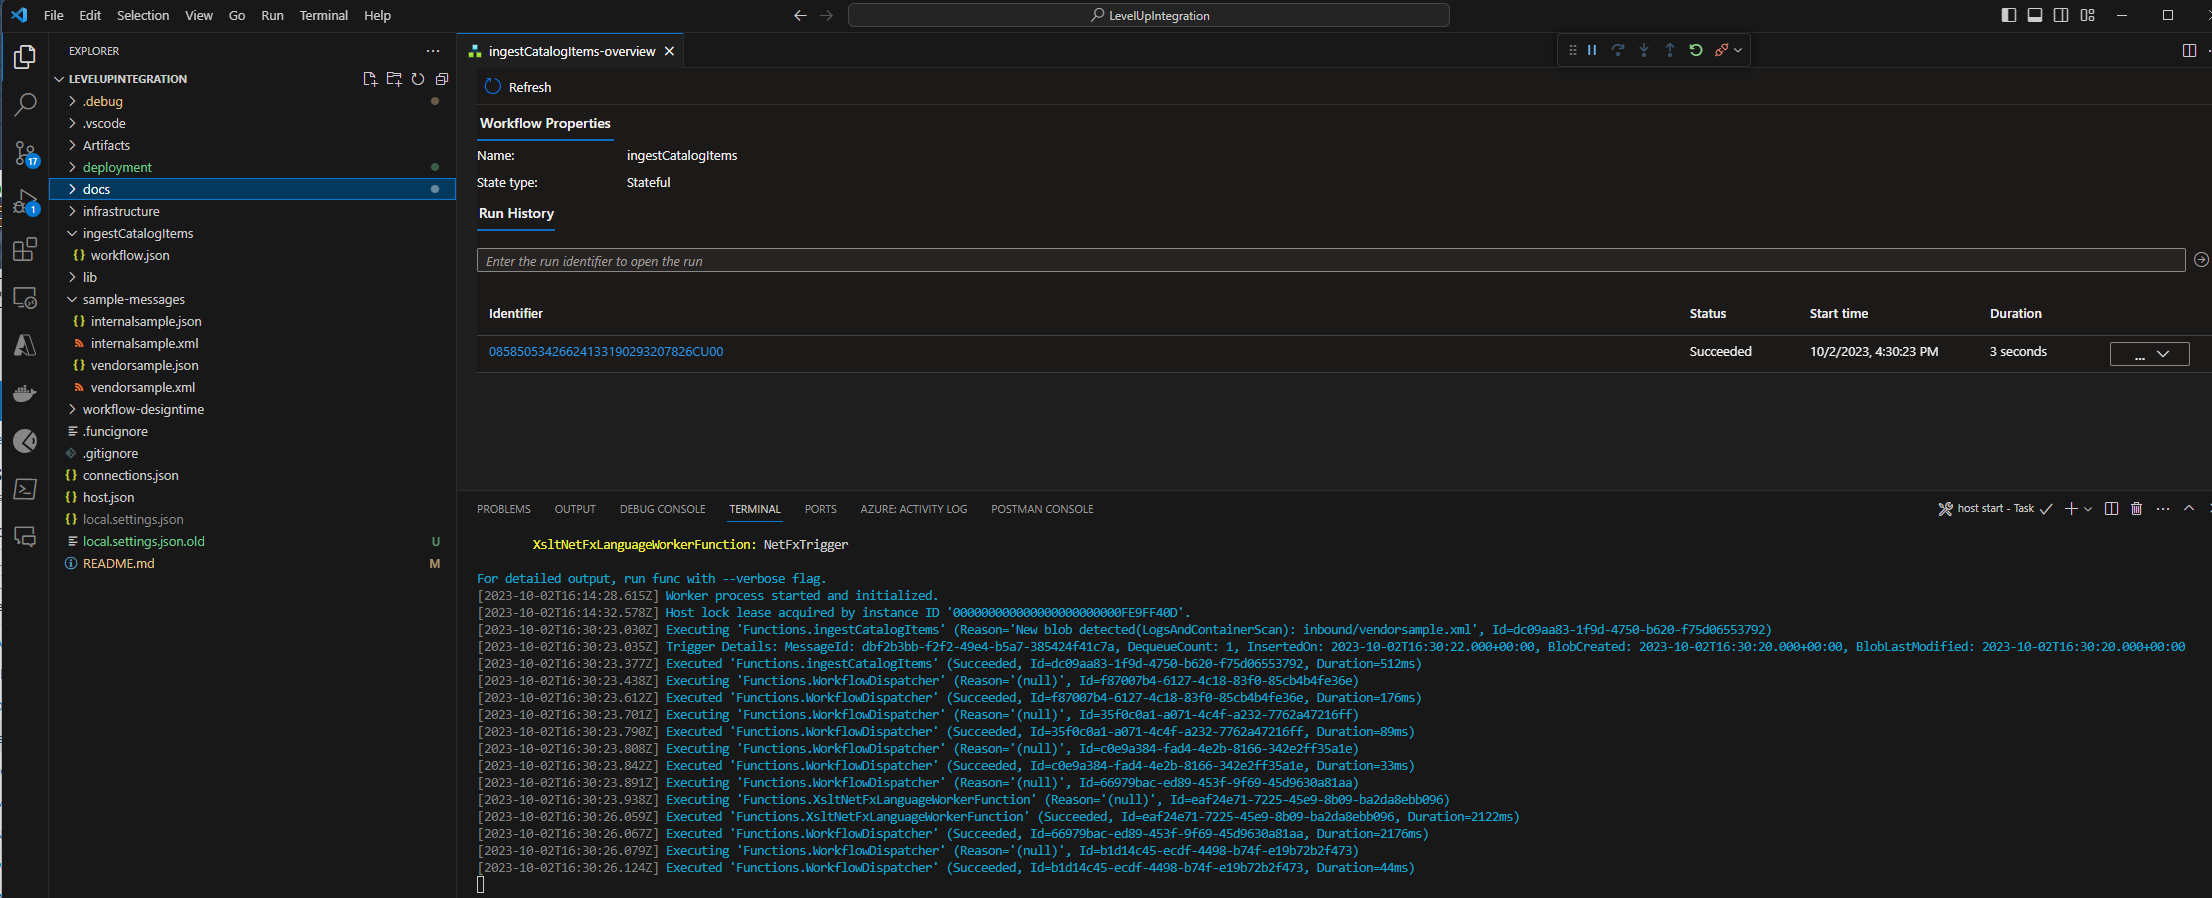 File Edit Selection View Go Run Terminal Help
LevelUpIntegration
EXPLORER
LEVELUPINTEGRATION
.debug
.vscode
Artifacts
deployment
docs
infrastructure
ingestCatalogItems
{} workflow.json
lib
sample-messages
{} internalsample.json
internalsample.xml
{} vendorsample.json
vendorsample.xml
workflow-designtime
.funcignore
.gitignore
{} connections.json
{} host.json
{} local.settings.json
local.settings.json.old U
README.md M
17
1
ingestCatalogItems-overview
Refresh
Workflow Properties
Name: ingestCatalogItems
State type: Stateful
Run History
Enter the run identifier to open the run
Identifier Status Start time Duration
08585053426624133190293207826CU00 Succeeded 10/2/2023, 4:30:23 PM 3 seconds ...
PROBLEMS OUTPUT DEBUG CONSOLE TERMINAL PORTS AZURE: ACTIVITY LOG POSTMAN CONSOLE host start - Task
XsltNetFxLanguageWorkerFunction: NetFxTrigger
For detailed output, run func with --verbose flag.
[2023-10-02T16:14:28.615Z] Worker process started and initialized.
[2023-10-02T16:14:32.578Z] Host lock lease acquired by instance ID '000000000000000000000000FE9FF40D'.
[2023-10-02T16:30:23.030Z] Executing 'Functions.ingestCatalogItems' (Reason='New blob detected(LogsAndContainerScan): inbound/vendorsample.xml', Id=dc09aa83-1f9d-4750-b620-f75d06553792)
[2023-10-02T16:30:23.035Z] Trigger Details: MessageId: dbf2b3bb-f2f2-49e4-b5a7-385424f41c7a, DequeueCount: 1, InsertedOn: 2023-10-02T16:30:22.000+00:00, BlobCreated: 2023-10-02T16:30:20.000+00:00, BlobLastModified: 2023-10-02T16:30:20.000+00:00
[2023-10-02T16:30:23.377Z] Executed 'Functions.ingestCatalogItems' (Succeeded, Id=dc09aa83-1f9d-4750-b620-f75d06553792, Duration=512ms)
[2023-10-02T16:30:23.438Z] Executing 'Functions.WorkflowDispatcher' (Reason='(null)', Id=f87007b4-6127-4c18-83f0-85cb4b4fe36e)
[2023-10-02T16:30:23.612Z] Executed 'Functions.WorkflowDispatcher' (Succeeded, Id=f87007b4-6127-4c18-83f0-85cb4b4fe36e, Duration=176ms)
[2023-10-02T16:30:23.701Z] Executing 'Functions.WorkflowDispatcher' (Reason='(null)', Id=35f0c0a1-a071-4c4f-a232-7762a47216ff)
[2023-10-02T16:30:23.790Z] Executed 'Functions.WorkflowDispatcher' (Succeeded, Id=35f0c0a1-a071-4c4f-a232-7762a47216ff, Duration=89ms)
[2023-10-02T16:30:23.808Z] Executing 'Functions.WorkflowDispatcher' (Reason='(null)', Id=c0e9a384-fad4-4e2b-8166-342e2ff35a1e)
[2023-10-02T16:30:23.842Z] Executed 'Functions.WorkflowDispatcher' (Succeeded, Id=c0e9a384-fad4-4e2b-8166-342e2ff35a1e, Duration=33ms)
[2023-10-02T16:30:23.891Z] Executing 'Functions.WorkflowDispatcher' (Reason='(null)', Id=66979bac-ed89-453f-9f69-45d9630a81aa)
[2023-10-02T16:30:23.938Z] Executing 'Functions.XsltNetFxLanguageWorkerFunction' (Reason='(null)', Id=eaf24e71-7225-45e9-8b09-ba2da8ebb096)
[2023-10-02T16:30:26.059Z] Executed 'Functions.XsltNetFxLanguageWorkerFunction' (Succeeded, Id=eaf24e71-7225-45e9-8b09-ba2da8ebb096, Duration=2122ms)
[2023-10-02T16:30:26.067Z] Executed 'Functions.WorkflowDispatcher' (Succeeded, Id=66979bac-ed89-453f-9f69-45d9630a81aa, Duration=2176ms)
[2023-10-02T16:30:26.079Z] Executing 'Functions.WorkflowDispatcher' (Reason='(null)', Id=b1d14c45-ecdf-4498-b74f-e19b72b2f473)
[2023-10-02T16:30:26.124Z] Executed 'Functions.WorkflowDispatcher' (Succeeded, Id=b1d14c45-ecdf-4498-b74f-e19b72b2f473, Duration=44ms)